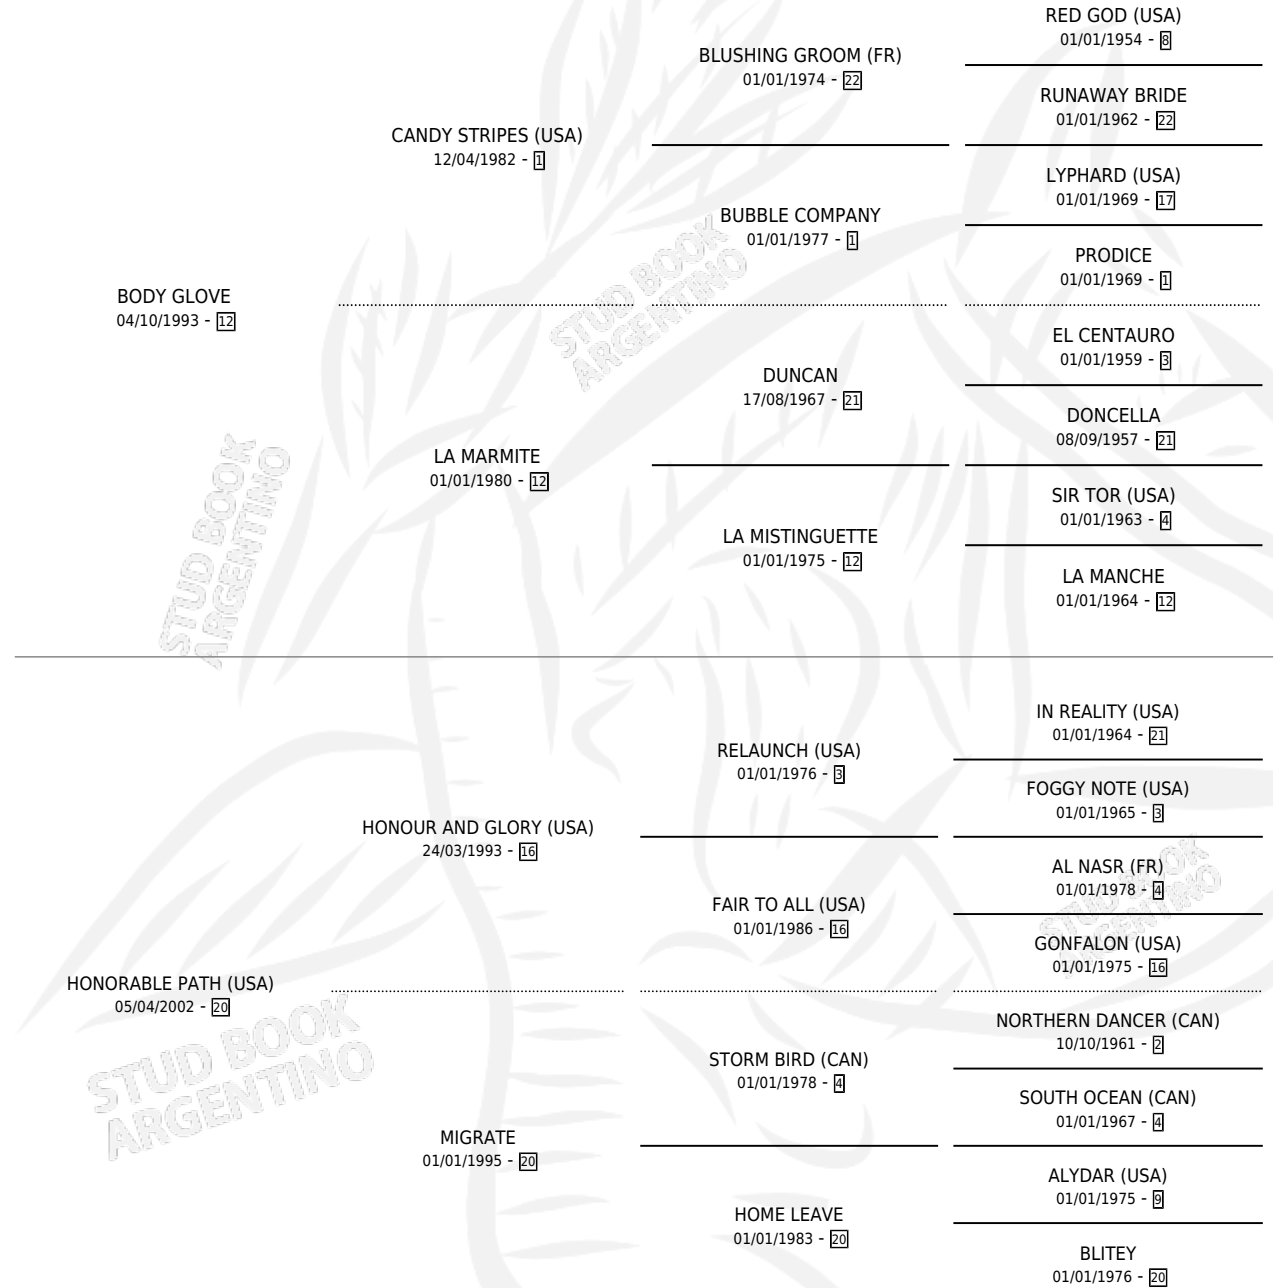 RED GOD (USA)
01/01/1954 - 8
BLUSHING GROOM (FR)
01/01/1974 - 22
RUNAWAY BRIDE
01/01/1962 - 22
CANDY STRIPES (USA)
12/04/1982 - 1
LYPHARD (USA)
01/01/1969 - 17
BUBBLE COMPANY
01/01/1977 - 1
PRODICE
01/01/1969 - 1
BODY GLOVE
04/10/1993 - 12
STUD BOOK
ARGENTINO
EL CENTAURO
01/01/1959 - 3
DUNCAN
17/08/1967 - 21
DONCELLA
08/09/1957 - 21
LA MARMITE
01/01/1980 - 12
SIR TOR (USA)
01/01/1963 - 4
LA MISTINGUETTE
01/01/1975 - 12
LA MANCHE
01/01/1964 - 12
STUD BOOK
ARGENTINO
IN REALITY (USA)
01/01/1964 - 21
RELAUNCH (USA)
01/01/1976 - 3
FOGGY NOTE (USA)
01/01/1965 - 3
HONOUR AND GLORY (USA)
24/03/1993 - 16
AL NASR (FR)
01/01/1978 - 4
FAIR TO ALL (USA)
01/01/1986 - 16
STUD BOOK
ARGENTINO
GONFALON (USA)
01/01/1975 - 16
HONORABLE PATH (USA)
05/04/2002 - 20
NORTHERN DANCER (CAN)
10/10/1961 - 2
STORM BIRD (CAN)
01/01/1978 - 4
SOUTH OCEAN (CAN)
01/01/1967 - 4
STUD BOOK
ARGENTINO
MIGRATE
01/01/1995 - 20
ALYDAR (USA)
01/01/1975 - 9
HOME LEAVE
01/01/1983 - 20
BLITEY
01/01/1976 - 20